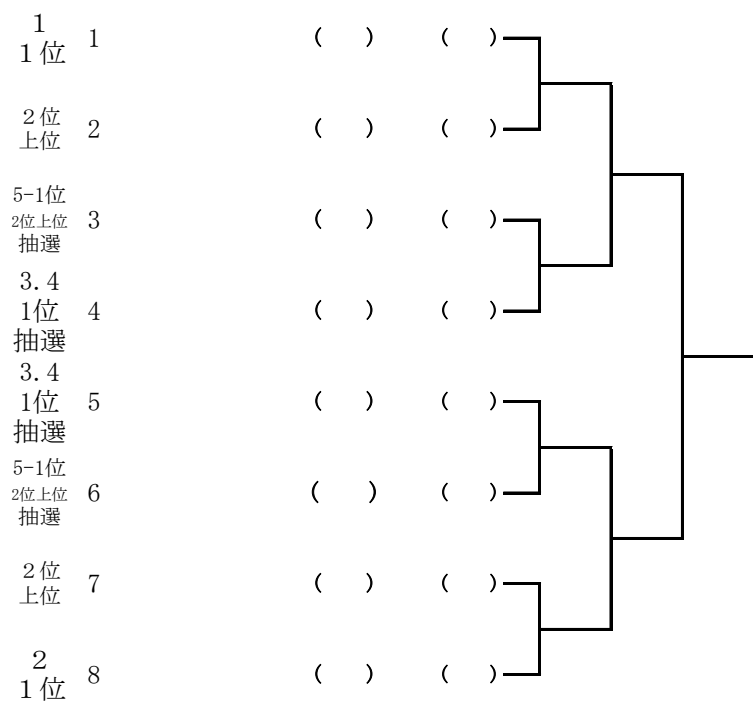 1
１位 1 ( ) ( )
２位
上位 2 ( ) ( )
5-1位
2位上位 3 ( ) ( )
抽選
3.4
1位 4 ( ) ( )
抽選
3.4
1位 5 ( ) ( )
抽選
5-1位
2位上位 6 ( ) ( )
抽選
２位
上位 7 ( ) ( )
2
１位 8 ( ) ( )